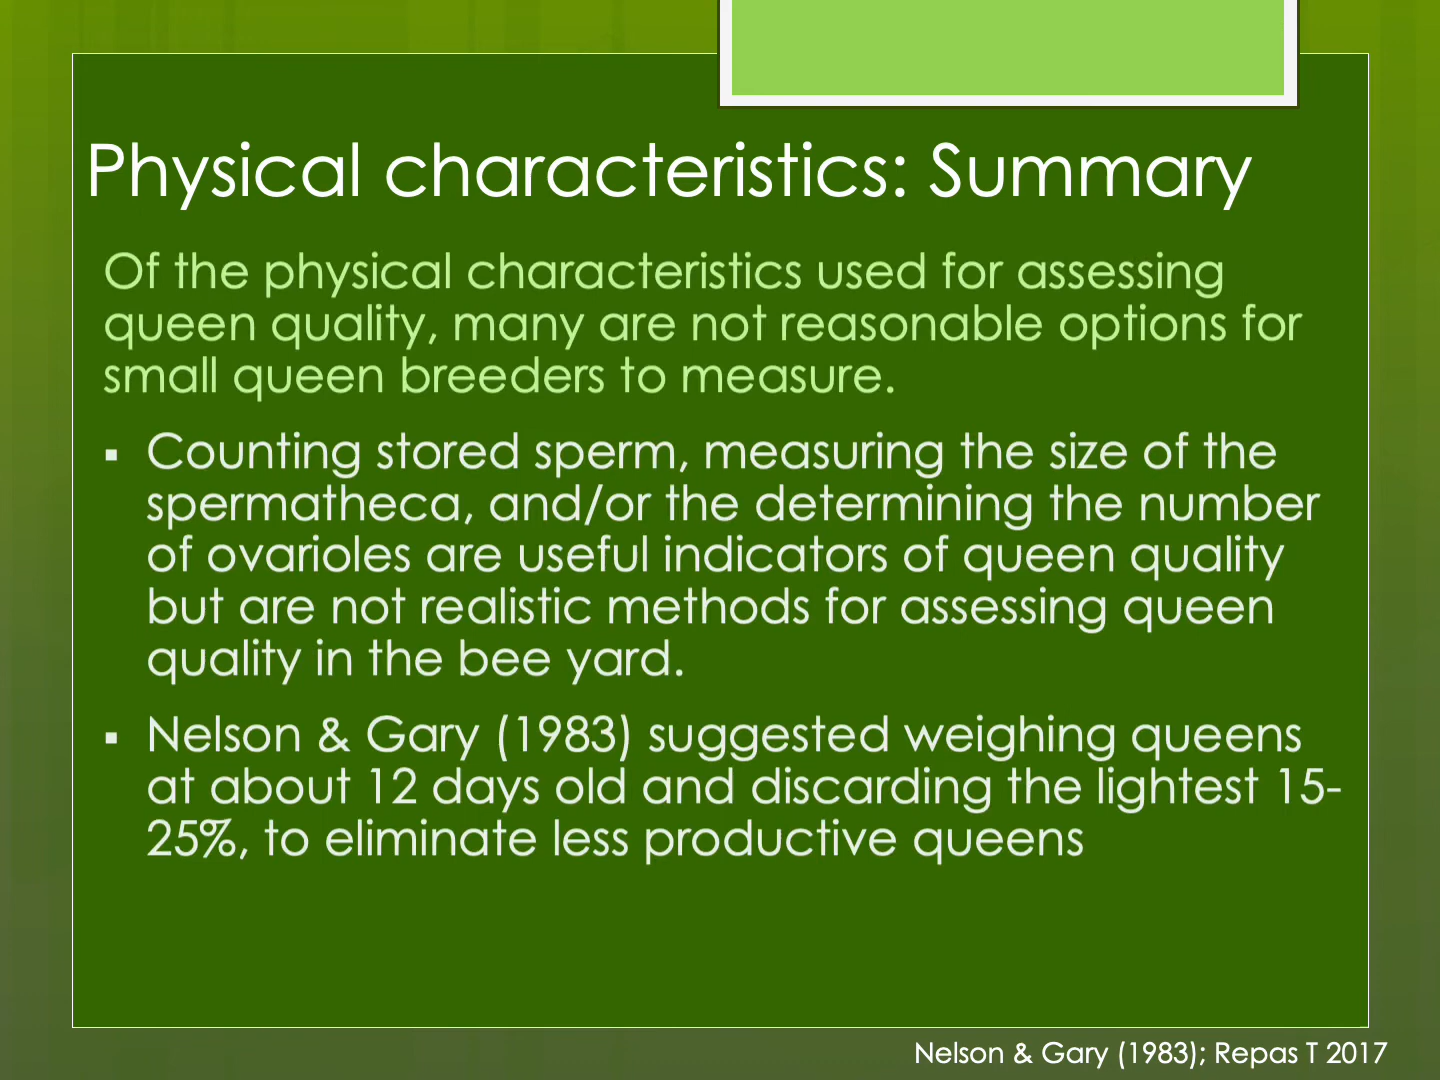 Physical characteristics: Summary
Of the physical characteristics used for assessing
queen quality, many are not reasonable options for
small queen breeders to measure.
▪ Counting stored sperm, measuring the size of the
spermatheca, and/or the determining the number
of ovarioles are useful indicators of queen quality
but are not realistic methods for assessing queen
quality in the bee yard.
▪ Nelson & Gary (1983) suggested weighing queens
at about 12 days old and discarding the lightest 15-
25%, to eliminate less productive queens
Nelson & Gary (1983); Repas T 2017